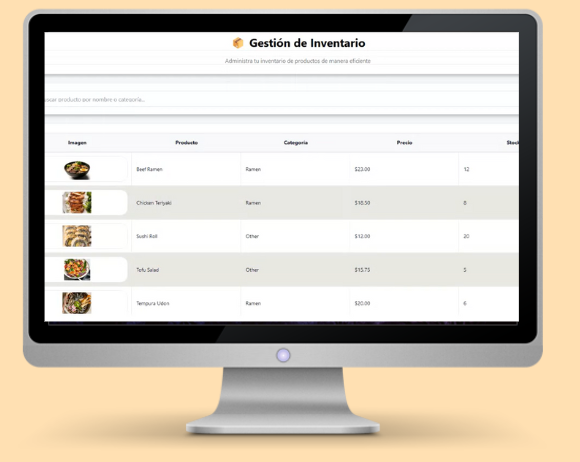 Gestión de Inventario
Administra tu inventario de productos de manera eficiente
producto por nombre o categoría...
Imagen Producto Categoría Precio Stock
Beef Ramen Ramen $23.00 12
Chicken Teriyaki Ramen $18.50
Sushi Roll Other $12.00 20
Tofu Salad Other $15.75 5
Tempura Udon Ramen $20.00 6